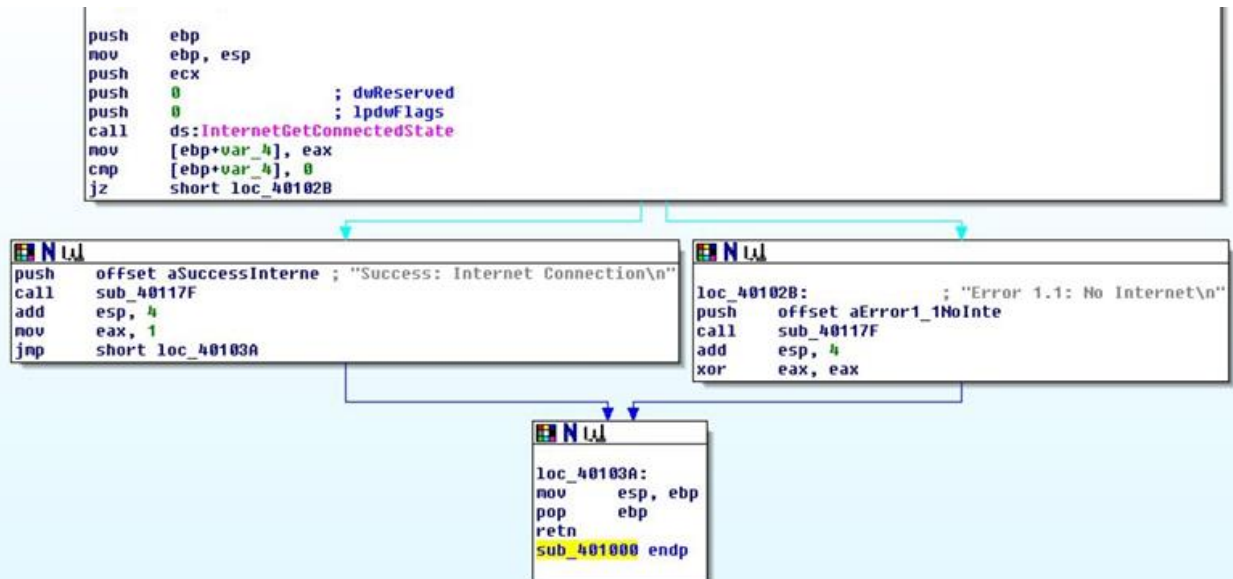 push ebp
mov ebp, esp
push ecx
push 0 ; dwReserved
push 0 ; lpdwFlags
call ds:InternetGetConnectedState
mov [ebp+var_4], eax
cmp [ebp+var_4], 0
jz short loc_40102B
push offset aSuccessInterne ; "Success: Internet Connection\n"
call sub_40117F
add esp, 4
mov eax, 1
jmp short loc_40103A
loc_40102B: ; "Error 1.1: No Internet\n"
push offset aError1_1NoInte
call sub_40117F
add esp, 4
xor eax, eax
loc_40103A:
mov esp, ebp
pop ebp
retn
sub_401000 endp